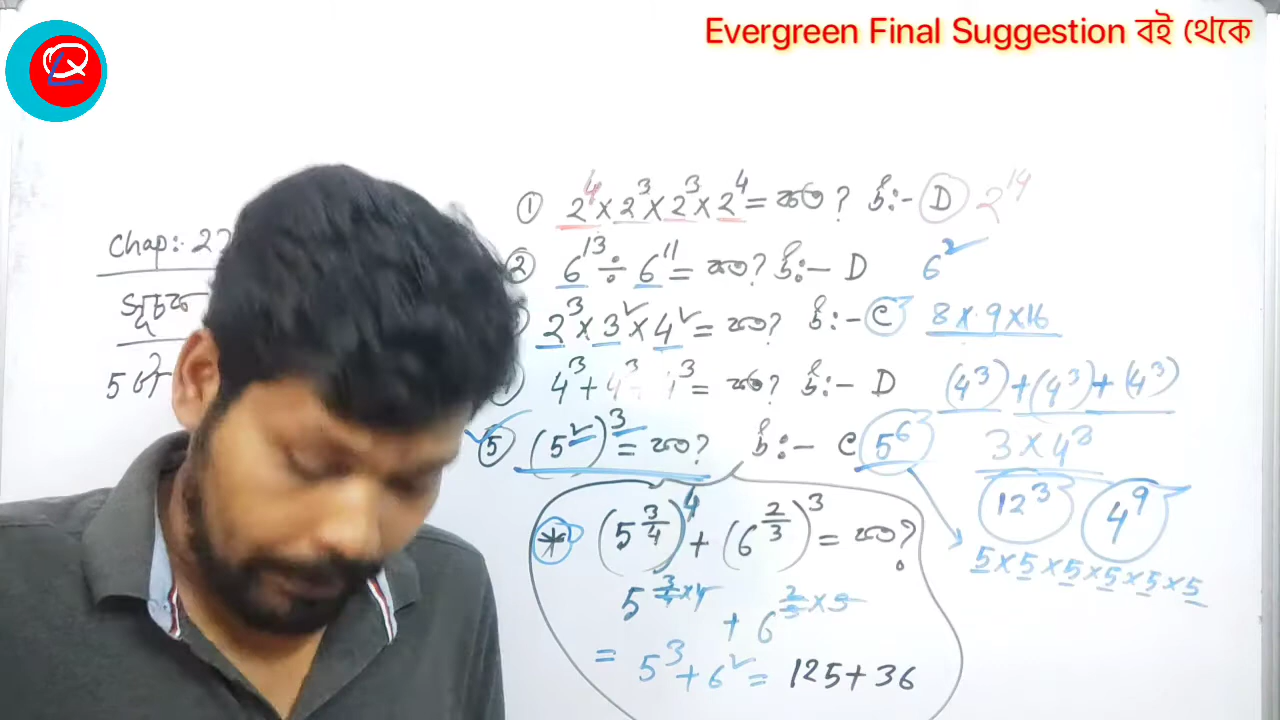 Evergreen Final Suggestion বই থেকে
Chap:- 27
সূচক
① 2⁴ × 2³ × 2³ × 2⁴ = কত? উঃ- D 2¹⁴
② 6¹³ ÷ 6¹¹ = কত? উঃ- D 6²
2³ × 3² × 4² = কত? উঃ- C 8 × 9 × 16
4³ + 4³ + 4³ = কত? উঃ- D (4³) + (4³) + (4³)
⑤ (5²)³ = কত? উঃ- C 5⁶ 3 × 4³
12³ 4⁹
* (5^(3/4))⁴ + (6^(2/3))³ = কত?
5 × 5 × 5 × 5 × 5 × 5
5^(3/4 × 4) + 6^(2/3 × 3)
= 5³ + 6² = 125 + 36